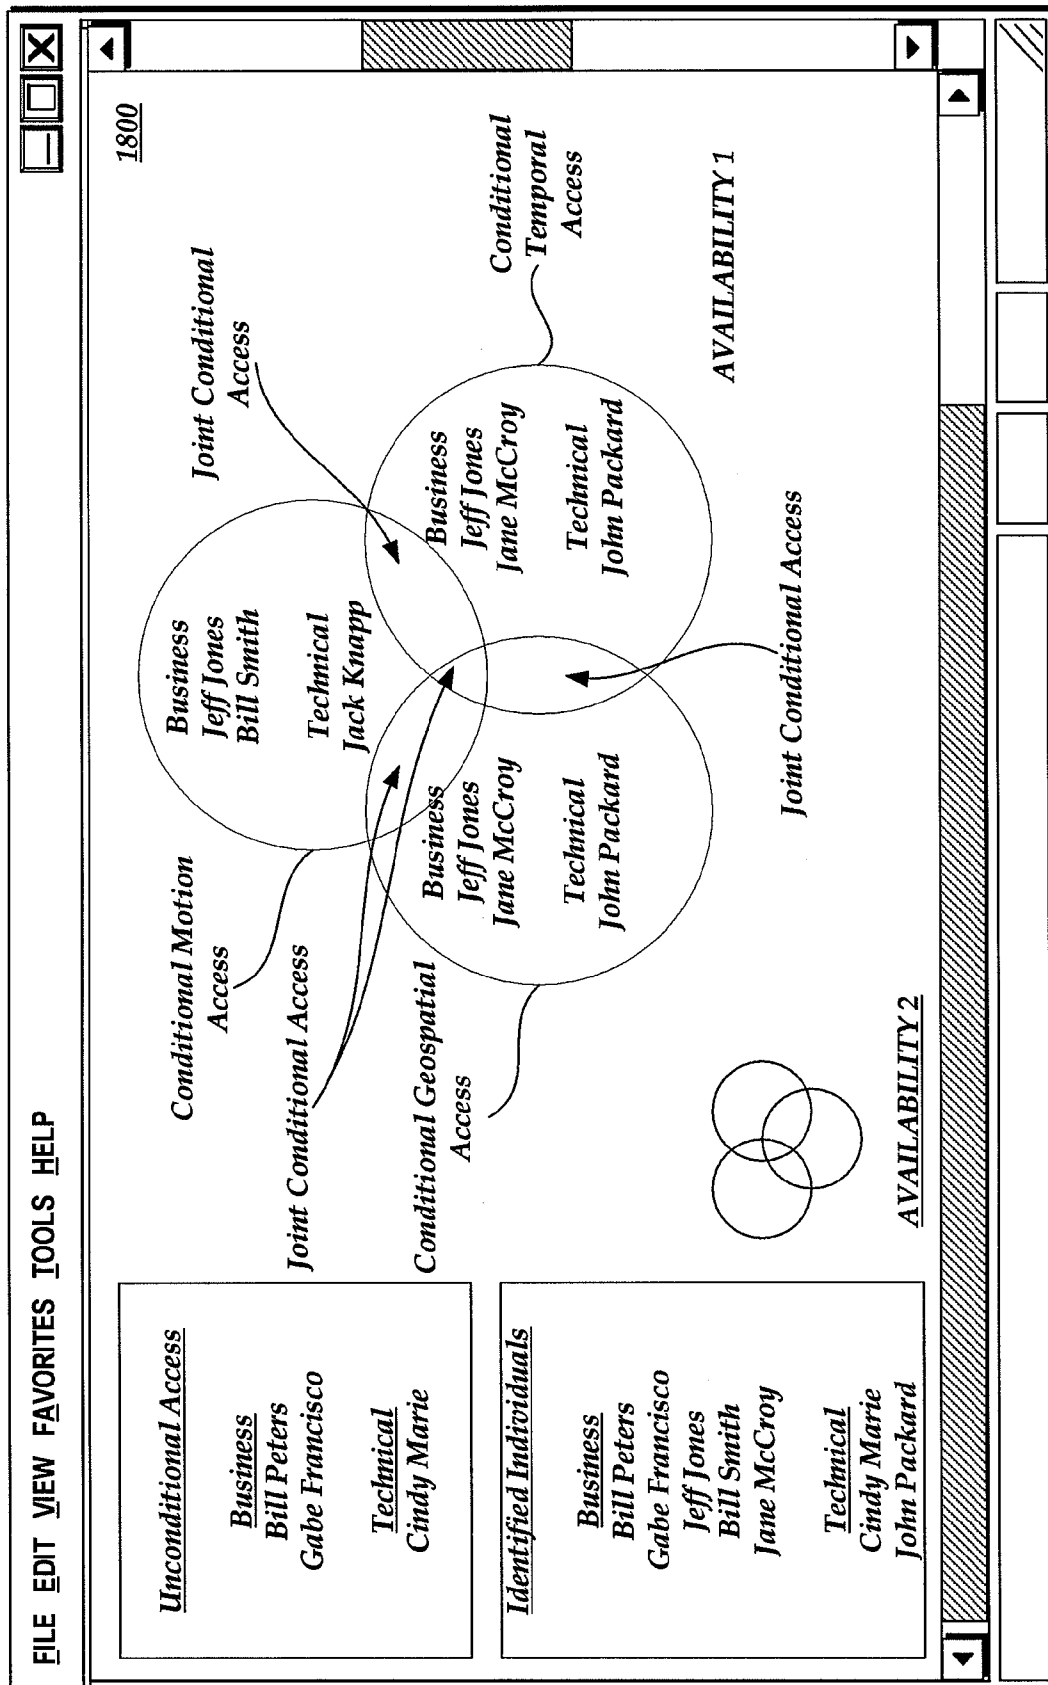 FILE EDIT VIEW FAVORITES TOOLS HELP
1800
Unconditional Access
Business
Bill Peters
Gabe Francisco
Technical
Cindy Marie
Identified Individuals
Business
Bill Peters
Gabe Francisco
Jeff Jones
Bill Smith
Jane McCroy
Technical
Cindy Marie
John Packard
Conditional Motion
Access
Joint Conditional Access
Conditional Geospatial
Access
Business
Jeff Jones
Bill Smith
Technical
Jack Knapp
Joint Conditional
Access
Business
Jeff Jones
Jane McCroy
Technical
John Packard
Business
Jeff Jones
Jane McCroy
Technical
John Packard
Conditional
Temporal
Access
Joint Conditional Access
AVAILABILITY 1
AVAILABILITY 2